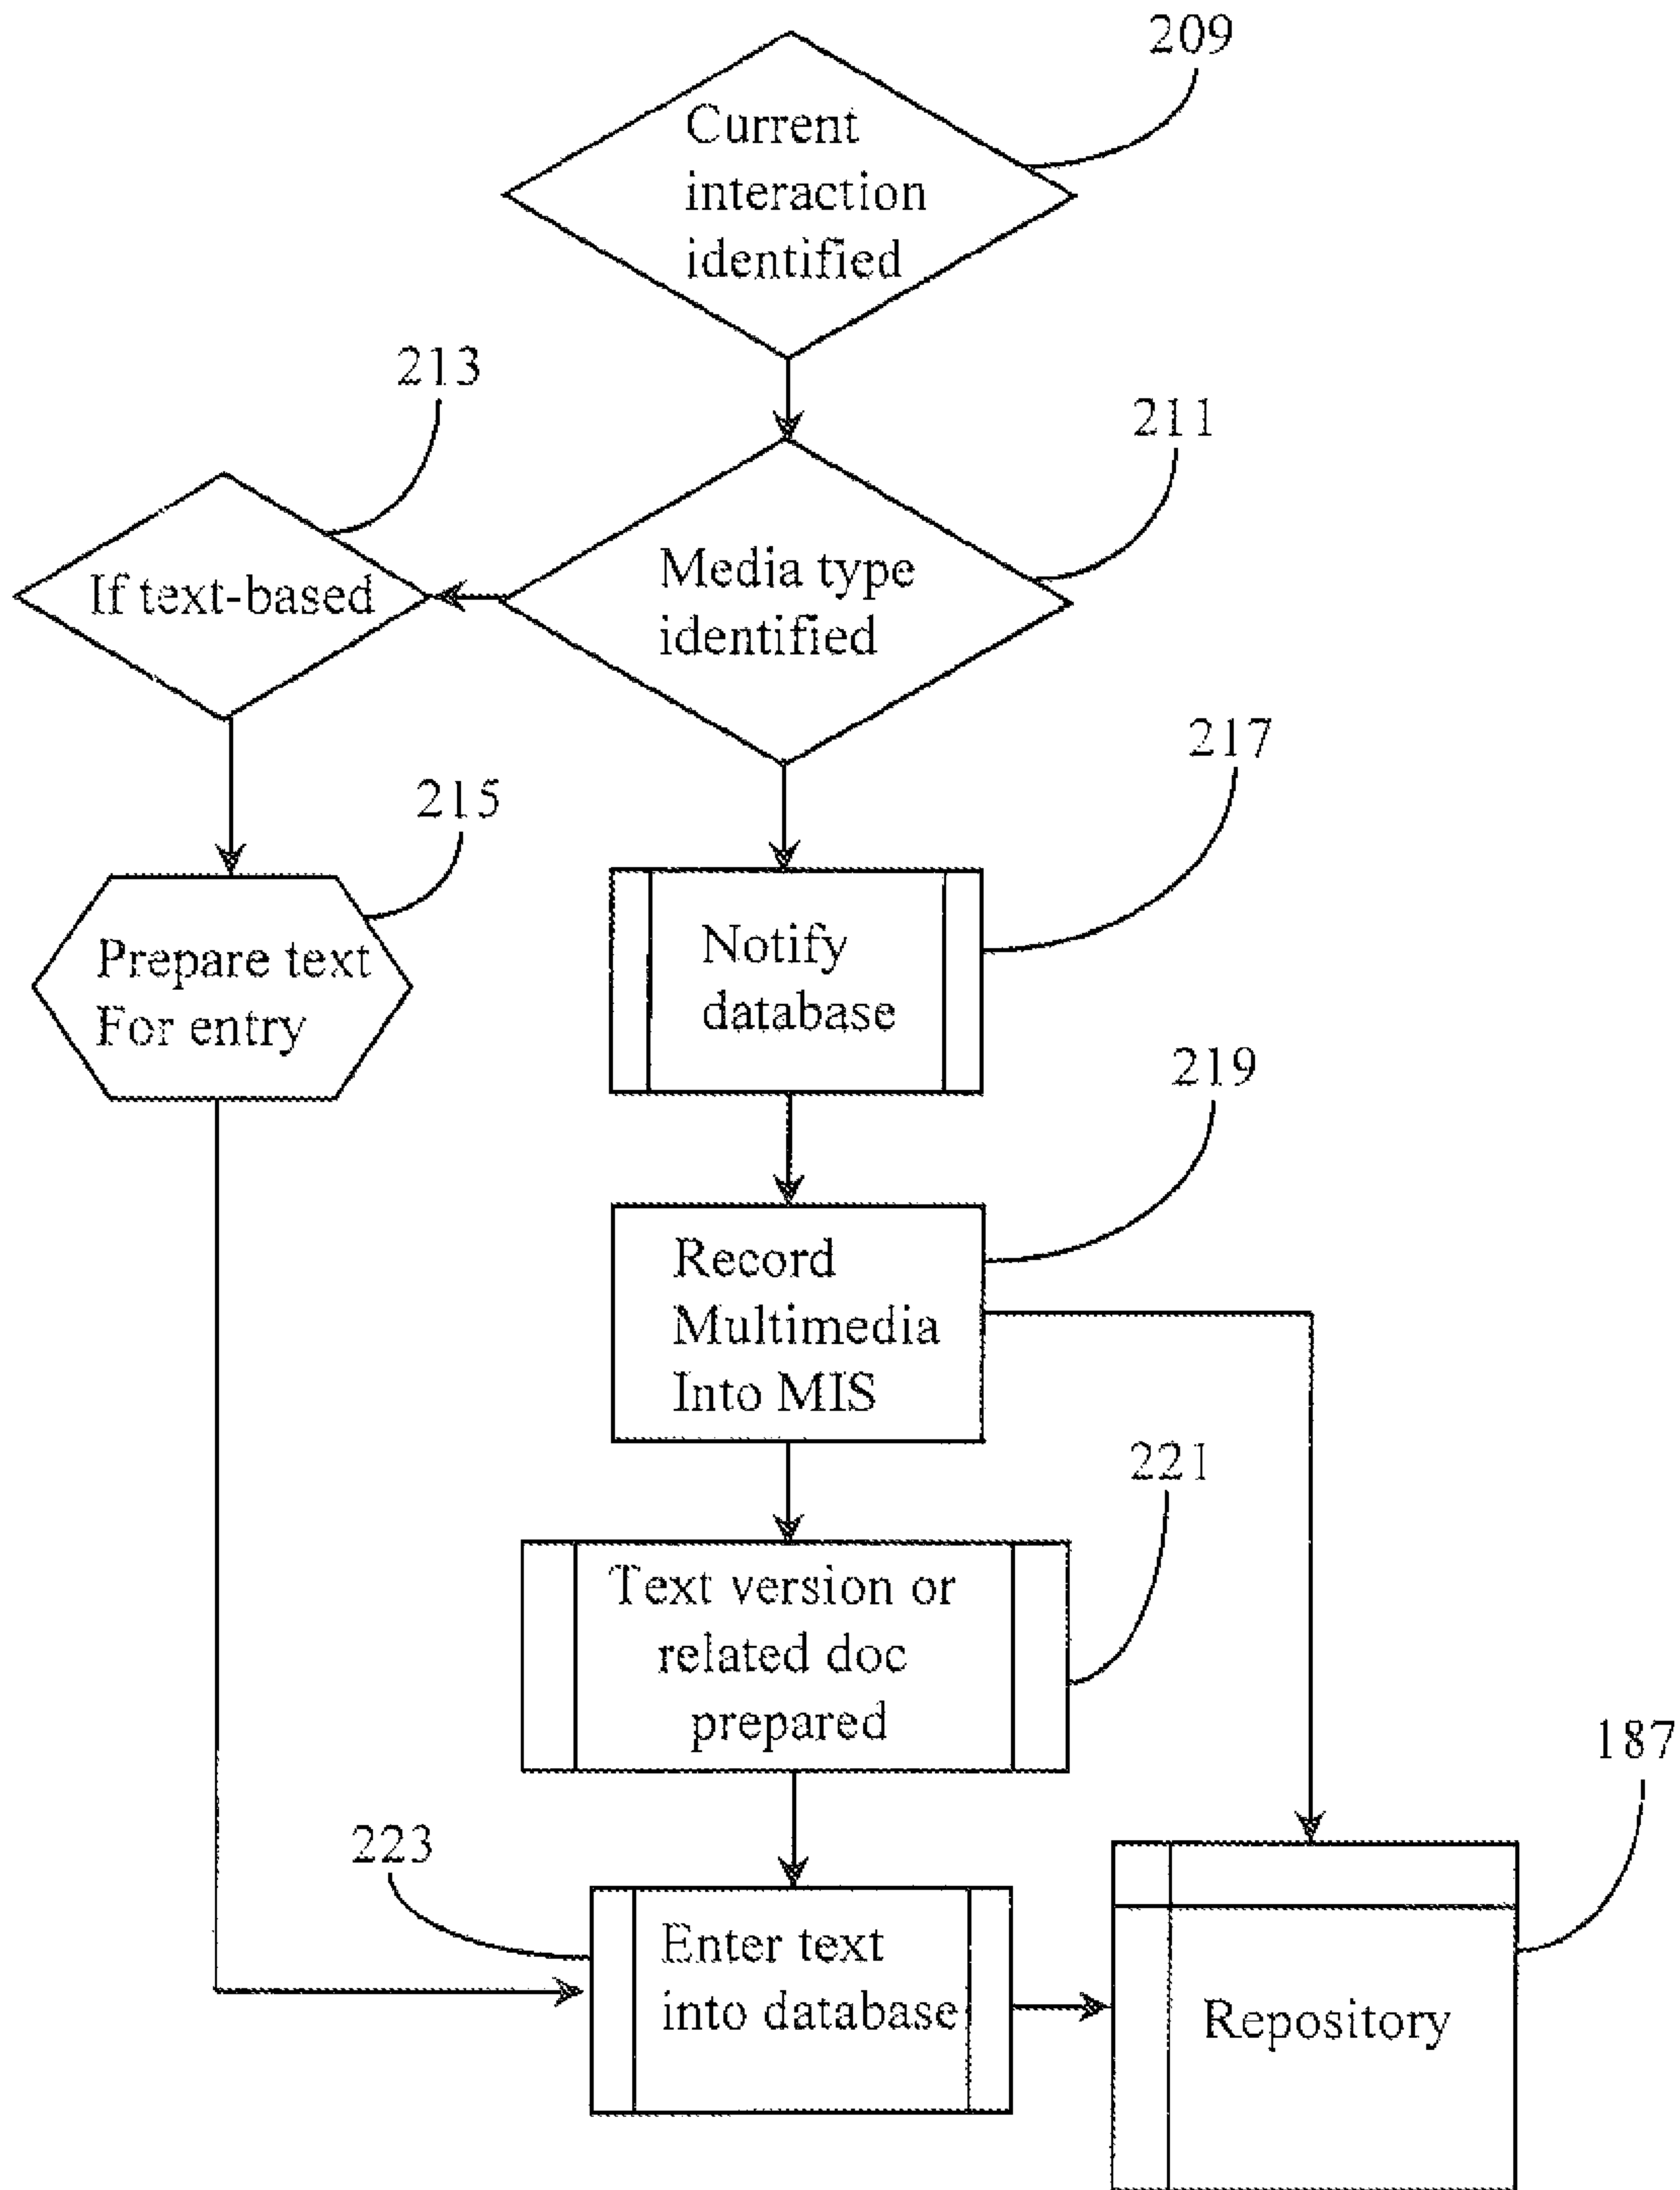 209
Current
interaction
identified
213
211
If text-based
Media type
identified
217
215
Notify
database
Prepare text
For entry
219
Record
Multimedia
Into MIS
221
Text version or
related doc
prepared
187
223
Enter text
into database
Repository